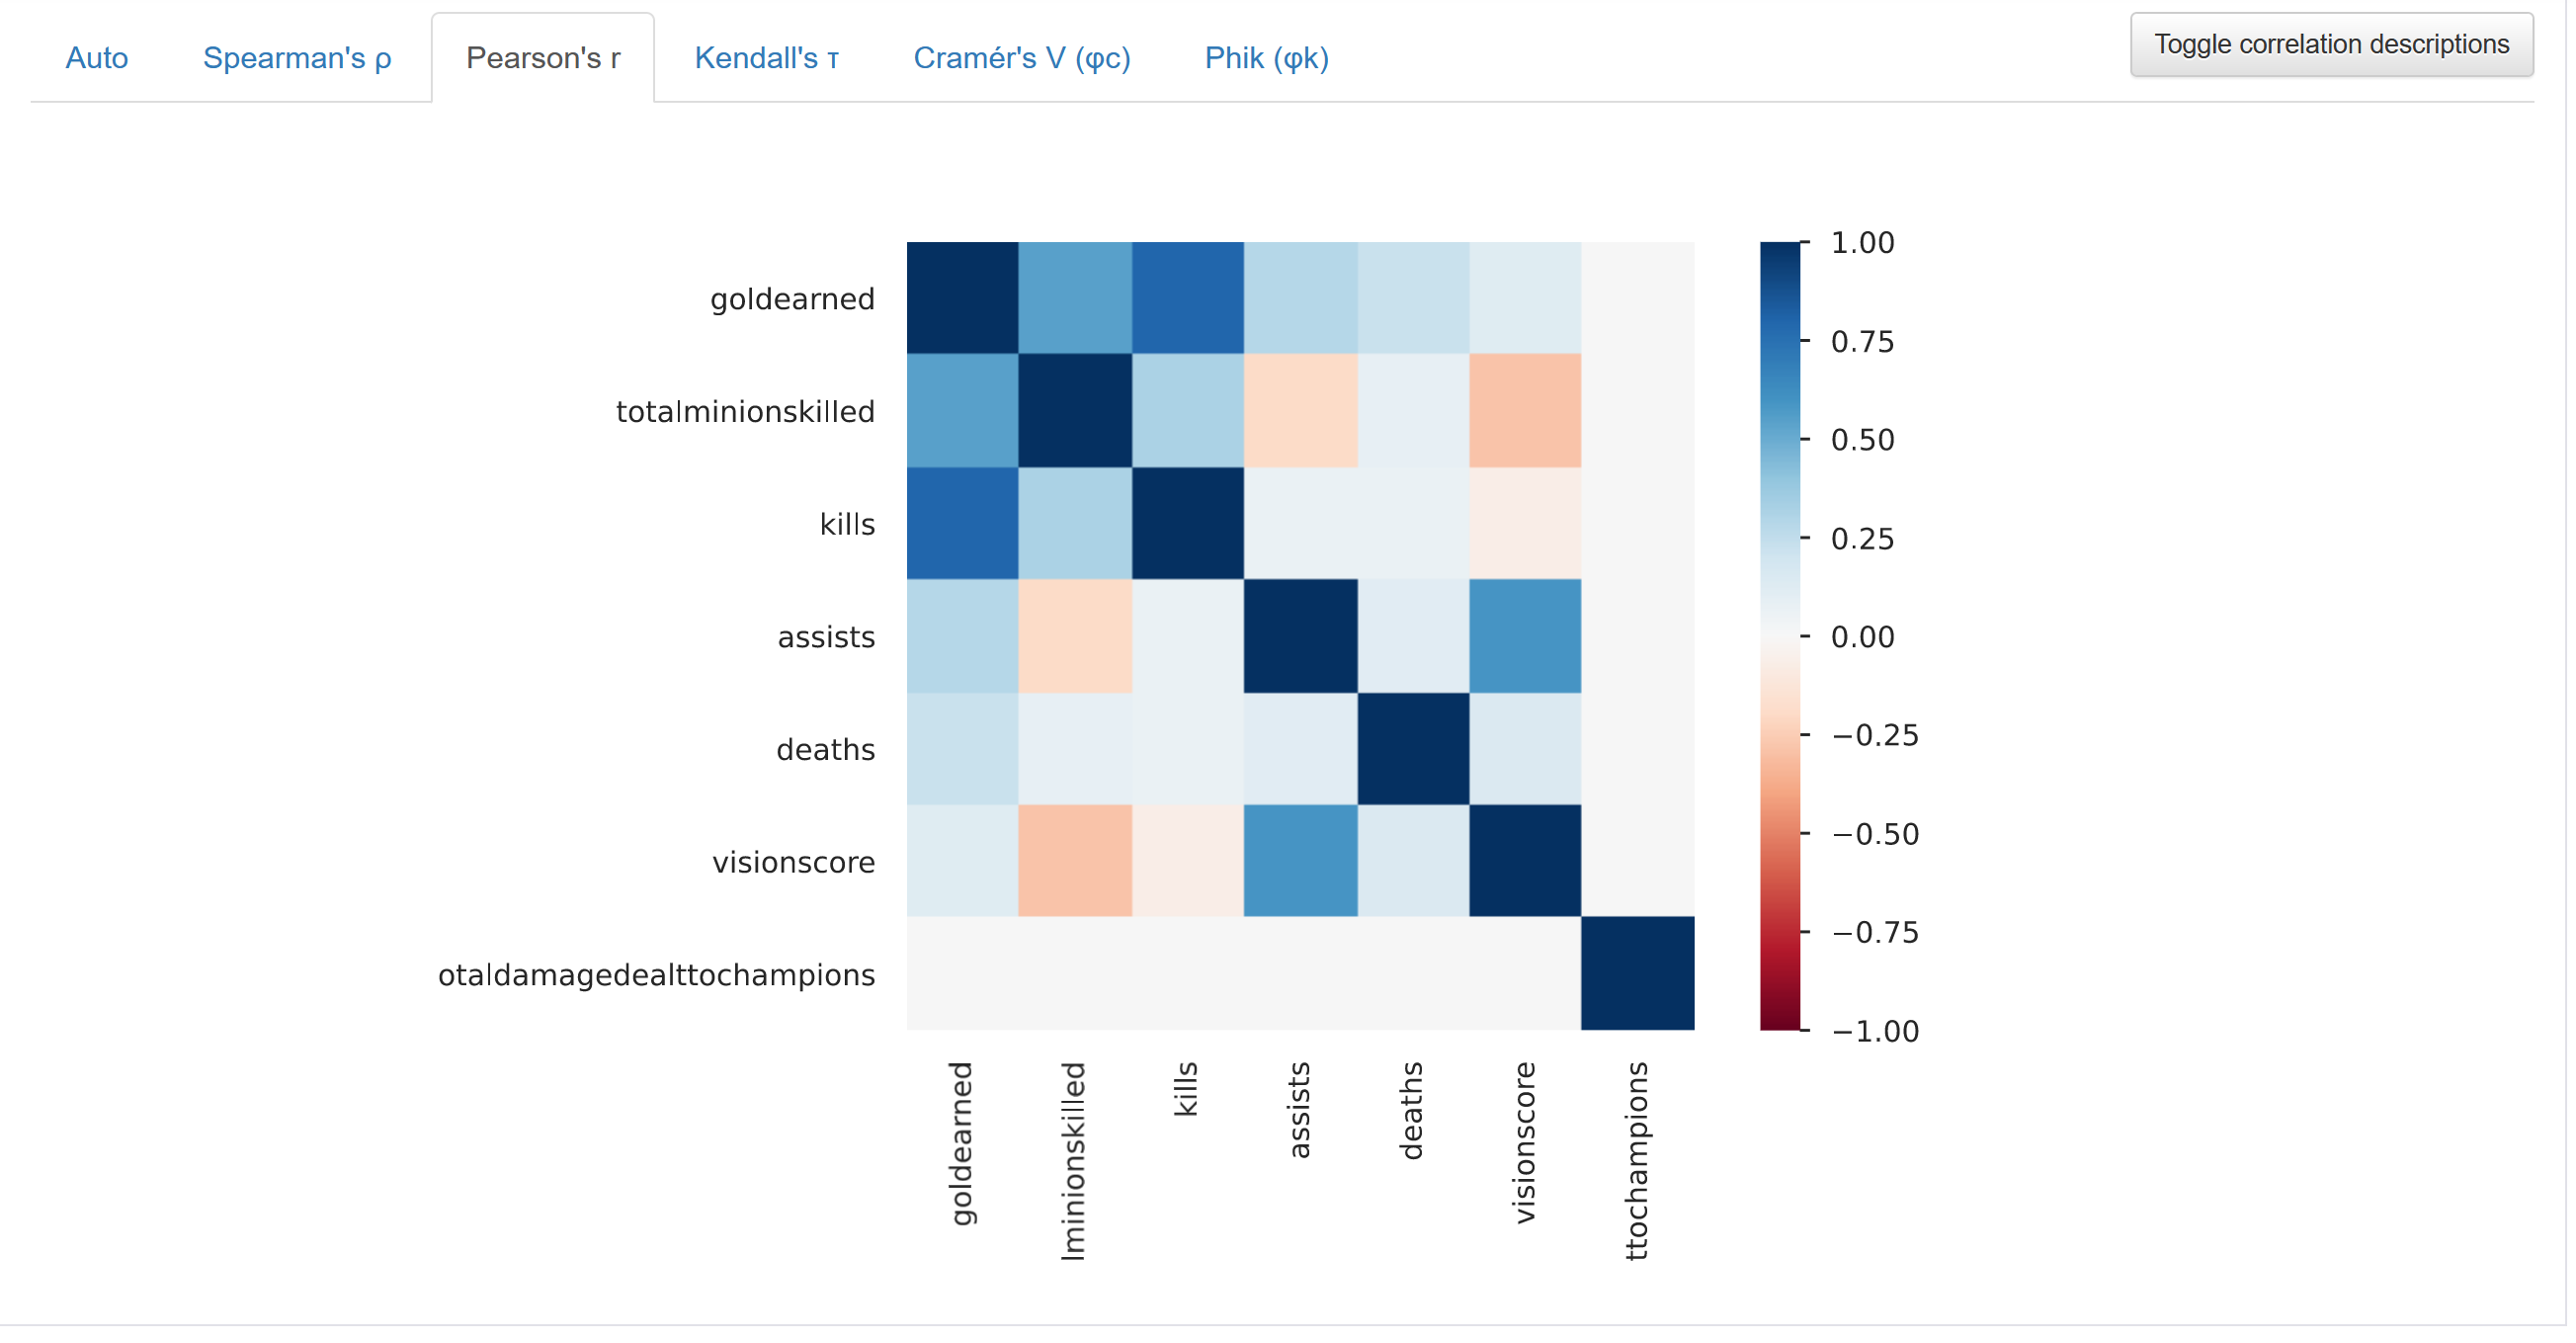 Auto Spearman's ρ Pearson's r Kendall's τ Cramér's V (φc) Phik (φk) Toggle correlation descriptions
goldearned
totalminionskilled
kills
assists
deaths
visionscore
otaldamagedealttochampions
goldearned
lminionskilled
kills
assists
deaths
visionscore
ttochampions
1.00
0.75
0.50
0.25
0.00
−0.25
−0.50
−0.75
−1.00